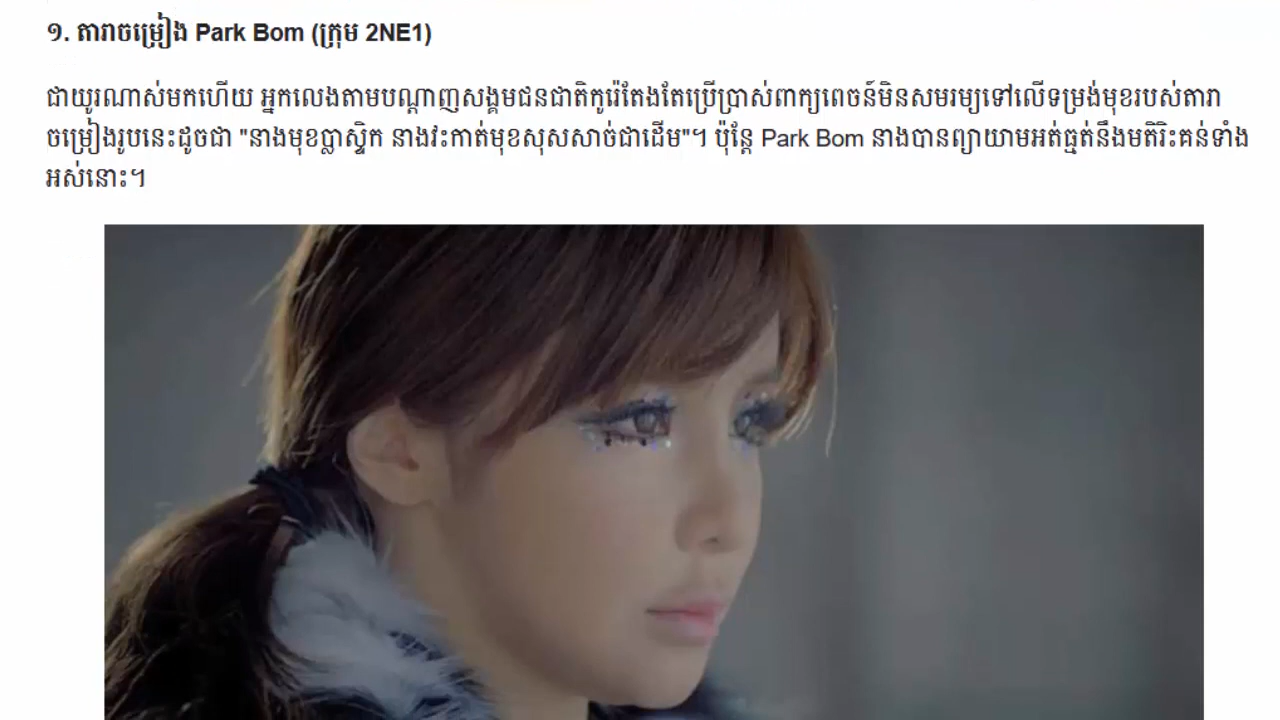 ១. តារាចម្រៀង Park Bom (ក្រុម 2NE1)
ជាយូរណាស់មកហើយ អ្នកលេងតាមបណ្ដាញសង្គមជនជាតិកូរ៉េតែងតែប្រើប្រាស់ពាក្យពេចន៍មិនសមរម្យទៅលើទម្រង់មុខរបស់តារា
ចម្រៀងរូបនេះដូចជា "នាងមុខប្លាស្ទិក នាងវះកាត់មុខសុសសាច់ជាដើម"។ ប៉ុន្តែ Park Bom នាងបានព្យាយាមអត់ធ្មត់នឹងមតិរិះគន់ទាំង
អស់នោះ។